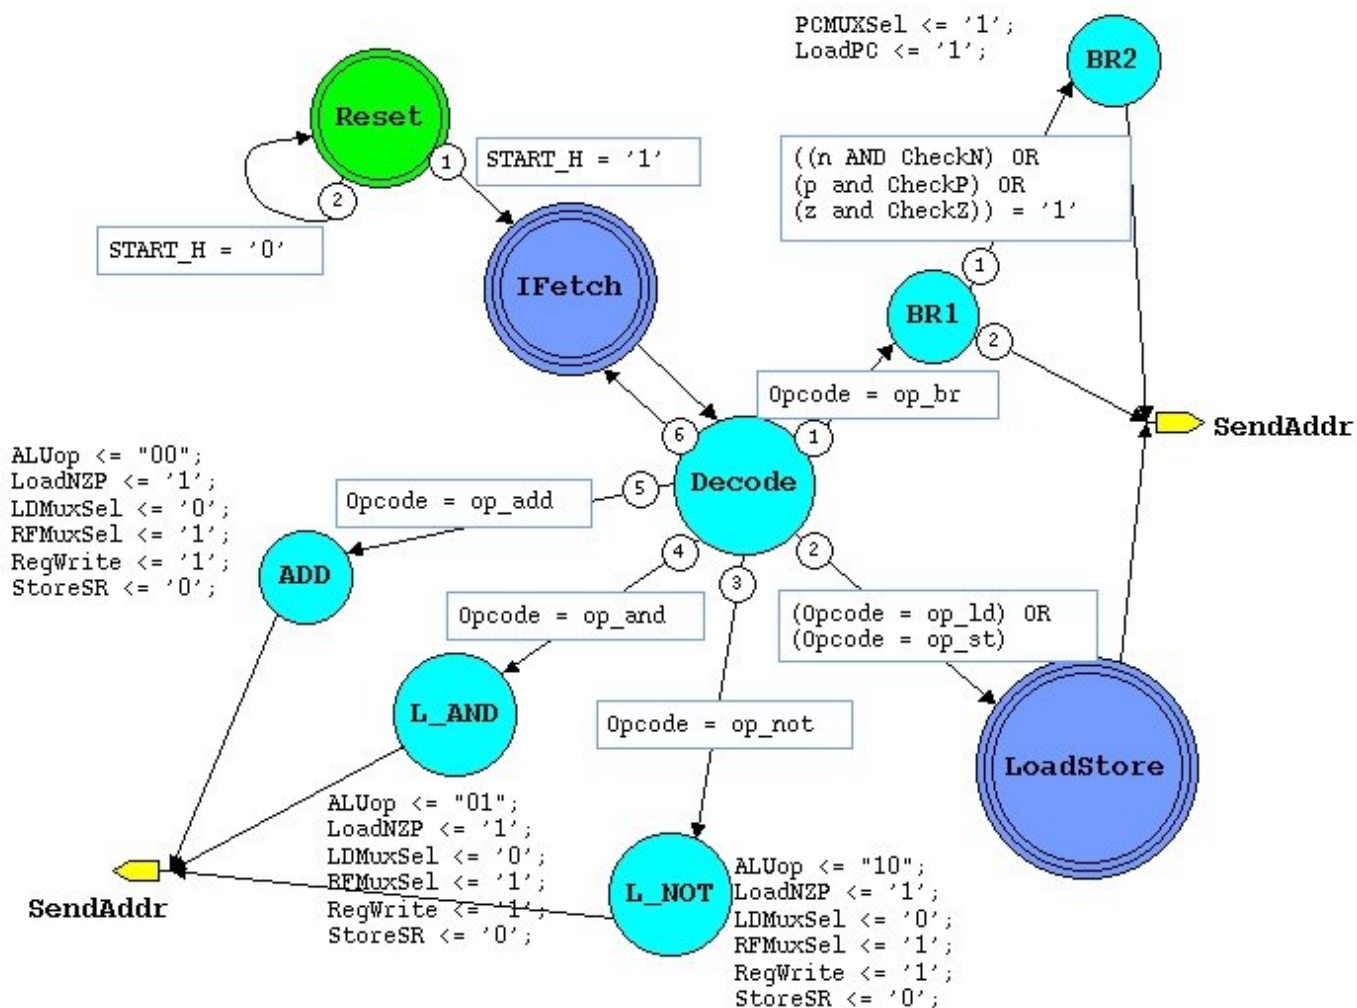 PCMUXSel <= '1';
LoadPC <= '1';
BR2
Reset
1
START_H = '1'
2
START_H = '0'
((n AND CheckN) OR
(p and CheckP) OR
(z and CheckZ)) = '1'
IFetch
1
BR1
2
Opcode = op_br
SendAddr
6
1
Decode
ALUop <= "00";
LoadNZP <= '1';
LDMuxSel <= '0';
RFMuxSel <= '1';
RegWrite <= '1';
StoreSR <= '0';
5
Opcode = op_add
ADD
4
3
2
Opcode = op_and
(Opcode = op_ld) OR
(Opcode = op_st)
L_AND
Opcode = op_not
LoadStore
ALUop <= "01";
LoadNZP <= '1';
LDMuxSel <= '0';
RFMuxSel <= '1';
RegWrite <= '1';
StoreSR <= '0';
SendAddr
L_NOT
ALUop <= "10";
LoadNZP <= '1';
LDMuxSel <= '0';
RFMuxSel <= '1';
RegWrite <= '1';
StoreSR <= '0';